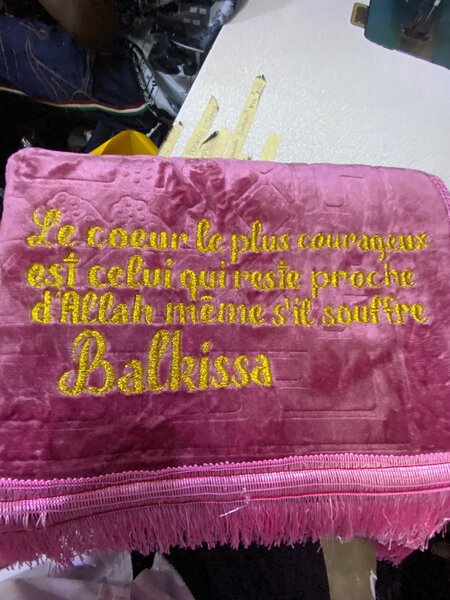 Le coeur le plus courageux
est celui qui reste proche
d'Allah même s'il souffre
Balkissa